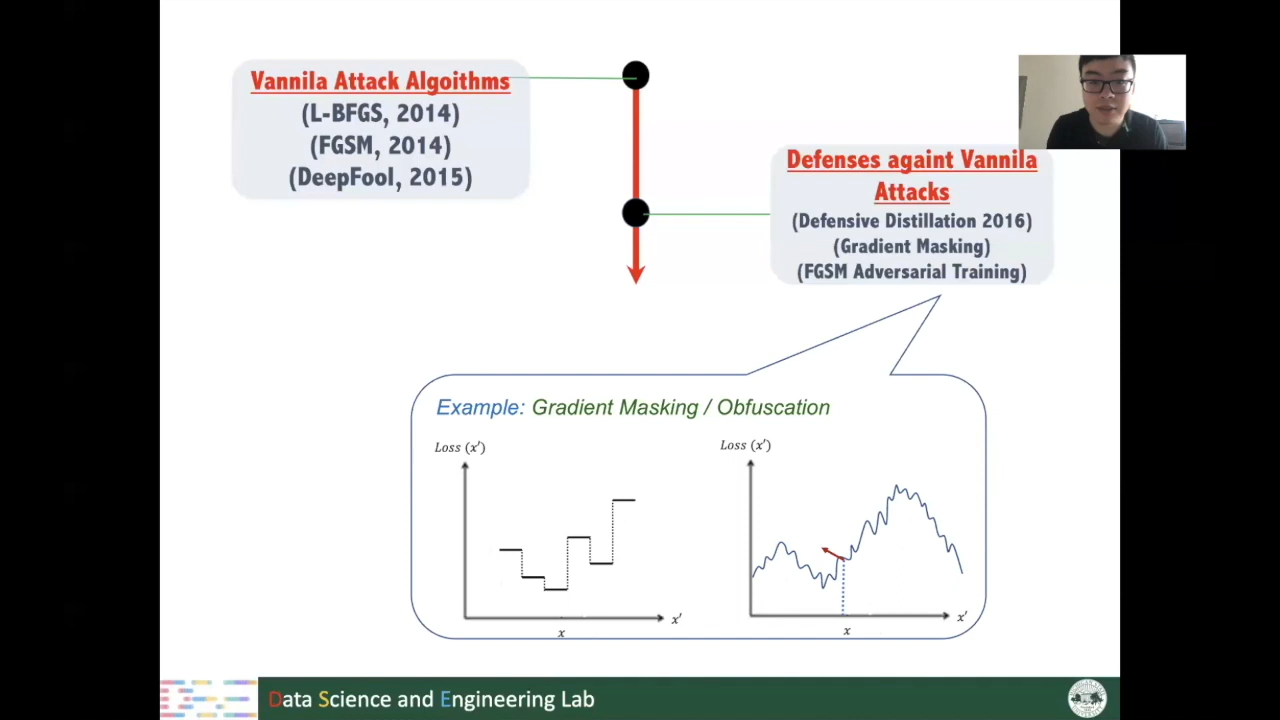 Vannila Attack Algoithms
(L-BFGS, 2014)
(FGSM, 2014)
(DeepFool, 2015)
Defenses againt Vannila
Attacks
(Defensive Distillation 2016)
(Gradient Masking)
(FGSM Adversarial Training)
Example: Gradient Masking / Obfuscation
Loss (x′)
x′
x
Loss (x′)
x′
x
Data Science and Engineering Lab